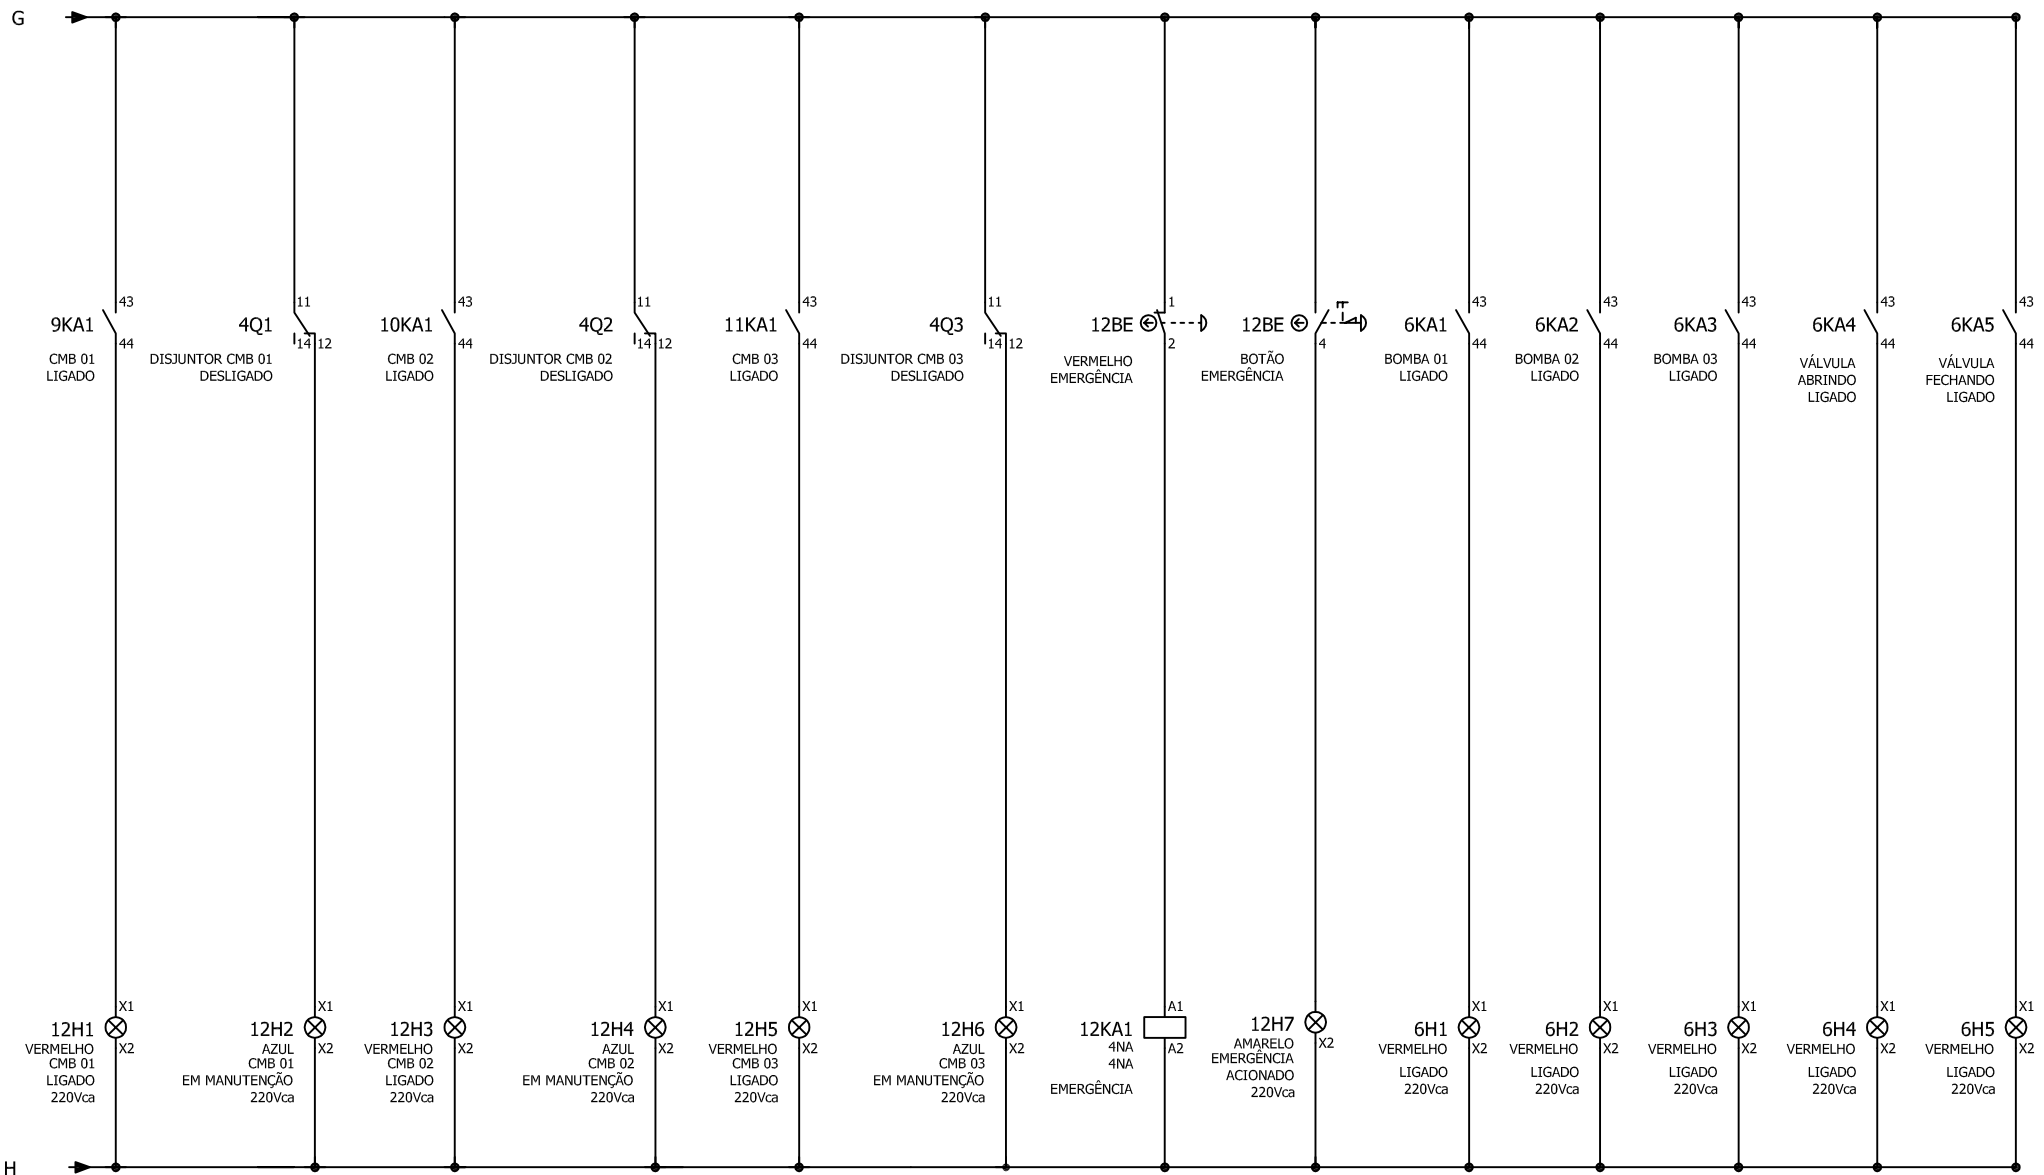 G
43
9KA1
44
CMB 01
LIGADO
11
4Q1
14 12
DISJUNTOR CMB 01
DESLIGADO
43
10KA1
44
CMB 02
LIGADO
11
4Q2
14 12
DISJUNTOR CMB 02
DESLIGADO
43
11KA1
44
CMB 03
LIGADO
11
4Q3
14 12
DISJUNTOR CMB 03
DESLIGADO
1
12BE
2
VERMELHO
EMERGÊNCIA
12BE
4
BOTÃO
EMERGÊNCIA
43
6KA1
44
BOMBA 01
LIGADO
43
6KA2
44
BOMBA 02
LIGADO
43
6KA3
44
BOMBA 03
LIGADO
43
6KA4
44
VÁLVULA
ABRINDO
LIGADO
43
6KA5
44
VÁLVULA
FECHANDO
LIGADO
X1
12H1
X2
VERMELHO
CMB 01
LIGADO
220Vca
X1
12H2
X2
AZUL
CMB 01
EM MANUTENÇÃO
220Vca
X1
12H3
X2
VERMELHO
CMB 02
LIGADO
220Vca
X1
12H4
X2
AZUL
CMB 02
EM MANUTENÇÃO
220Vca
X1
12H5
X2
VERMELHO
CMB 03
LIGADO
220Vca
X1
12H6
X2
AZUL
CMB 03
EM MANUTENÇÃO
220Vca
A1
12KA1
A2
4NA
4NA
EMERGÊNCIA
12H7
X2
AMARELO
EMERGÊNCIA
ACIONADO
220Vca
X1
6H1
X2
VERMELHO
LIGADO
220Vca
X1
6H2
X2
VERMELHO
LIGADO
220Vca
X1
6H3
X2
VERMELHO
LIGADO
220Vca
X1
6H4
X2
VERMELHO
LIGADO
220Vca
X1
6H5
X2
VERMELHO
LIGADO
220Vca
H